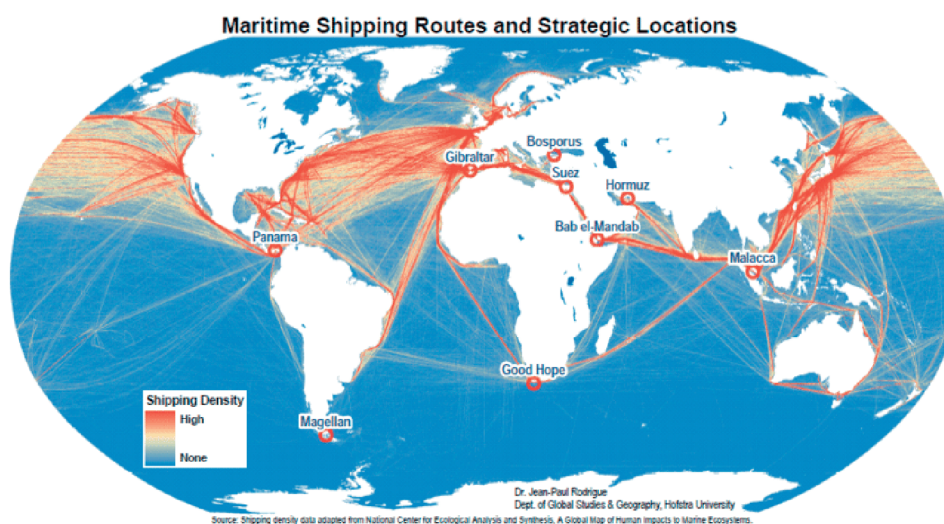 Maritime Shipping Routes and Strategic Locations
Bosporus
Gibraltar
Suez
Hormuz
Bab el-Mandab
Panama
Malacca
Good Hope
Shipping Density
High
None
Magellan
Dr. Jean-Paul Rodrigue
Dept. of Global Studies & Geography, Hofstra University
Source: Shipping density data adapted from National Center for Ecological Analysis and Synthesis, A Global Map of Human Impacts to Marine Ecosystems.